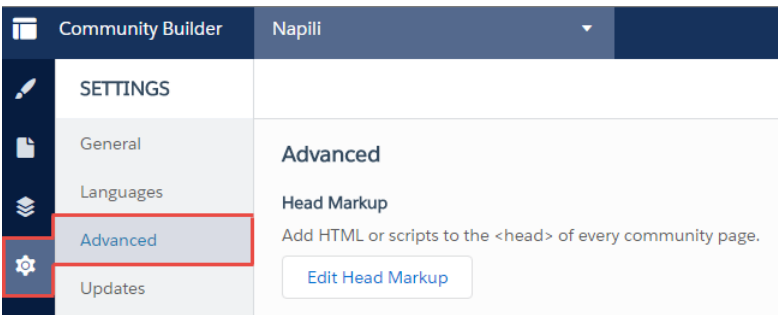 Community Builder
Napili
SETTINGS
General
Languages
Advanced
Updates
Advanced
Head Markup
Add HTML or scripts to the <head> of every community page.
Edit Head Markup